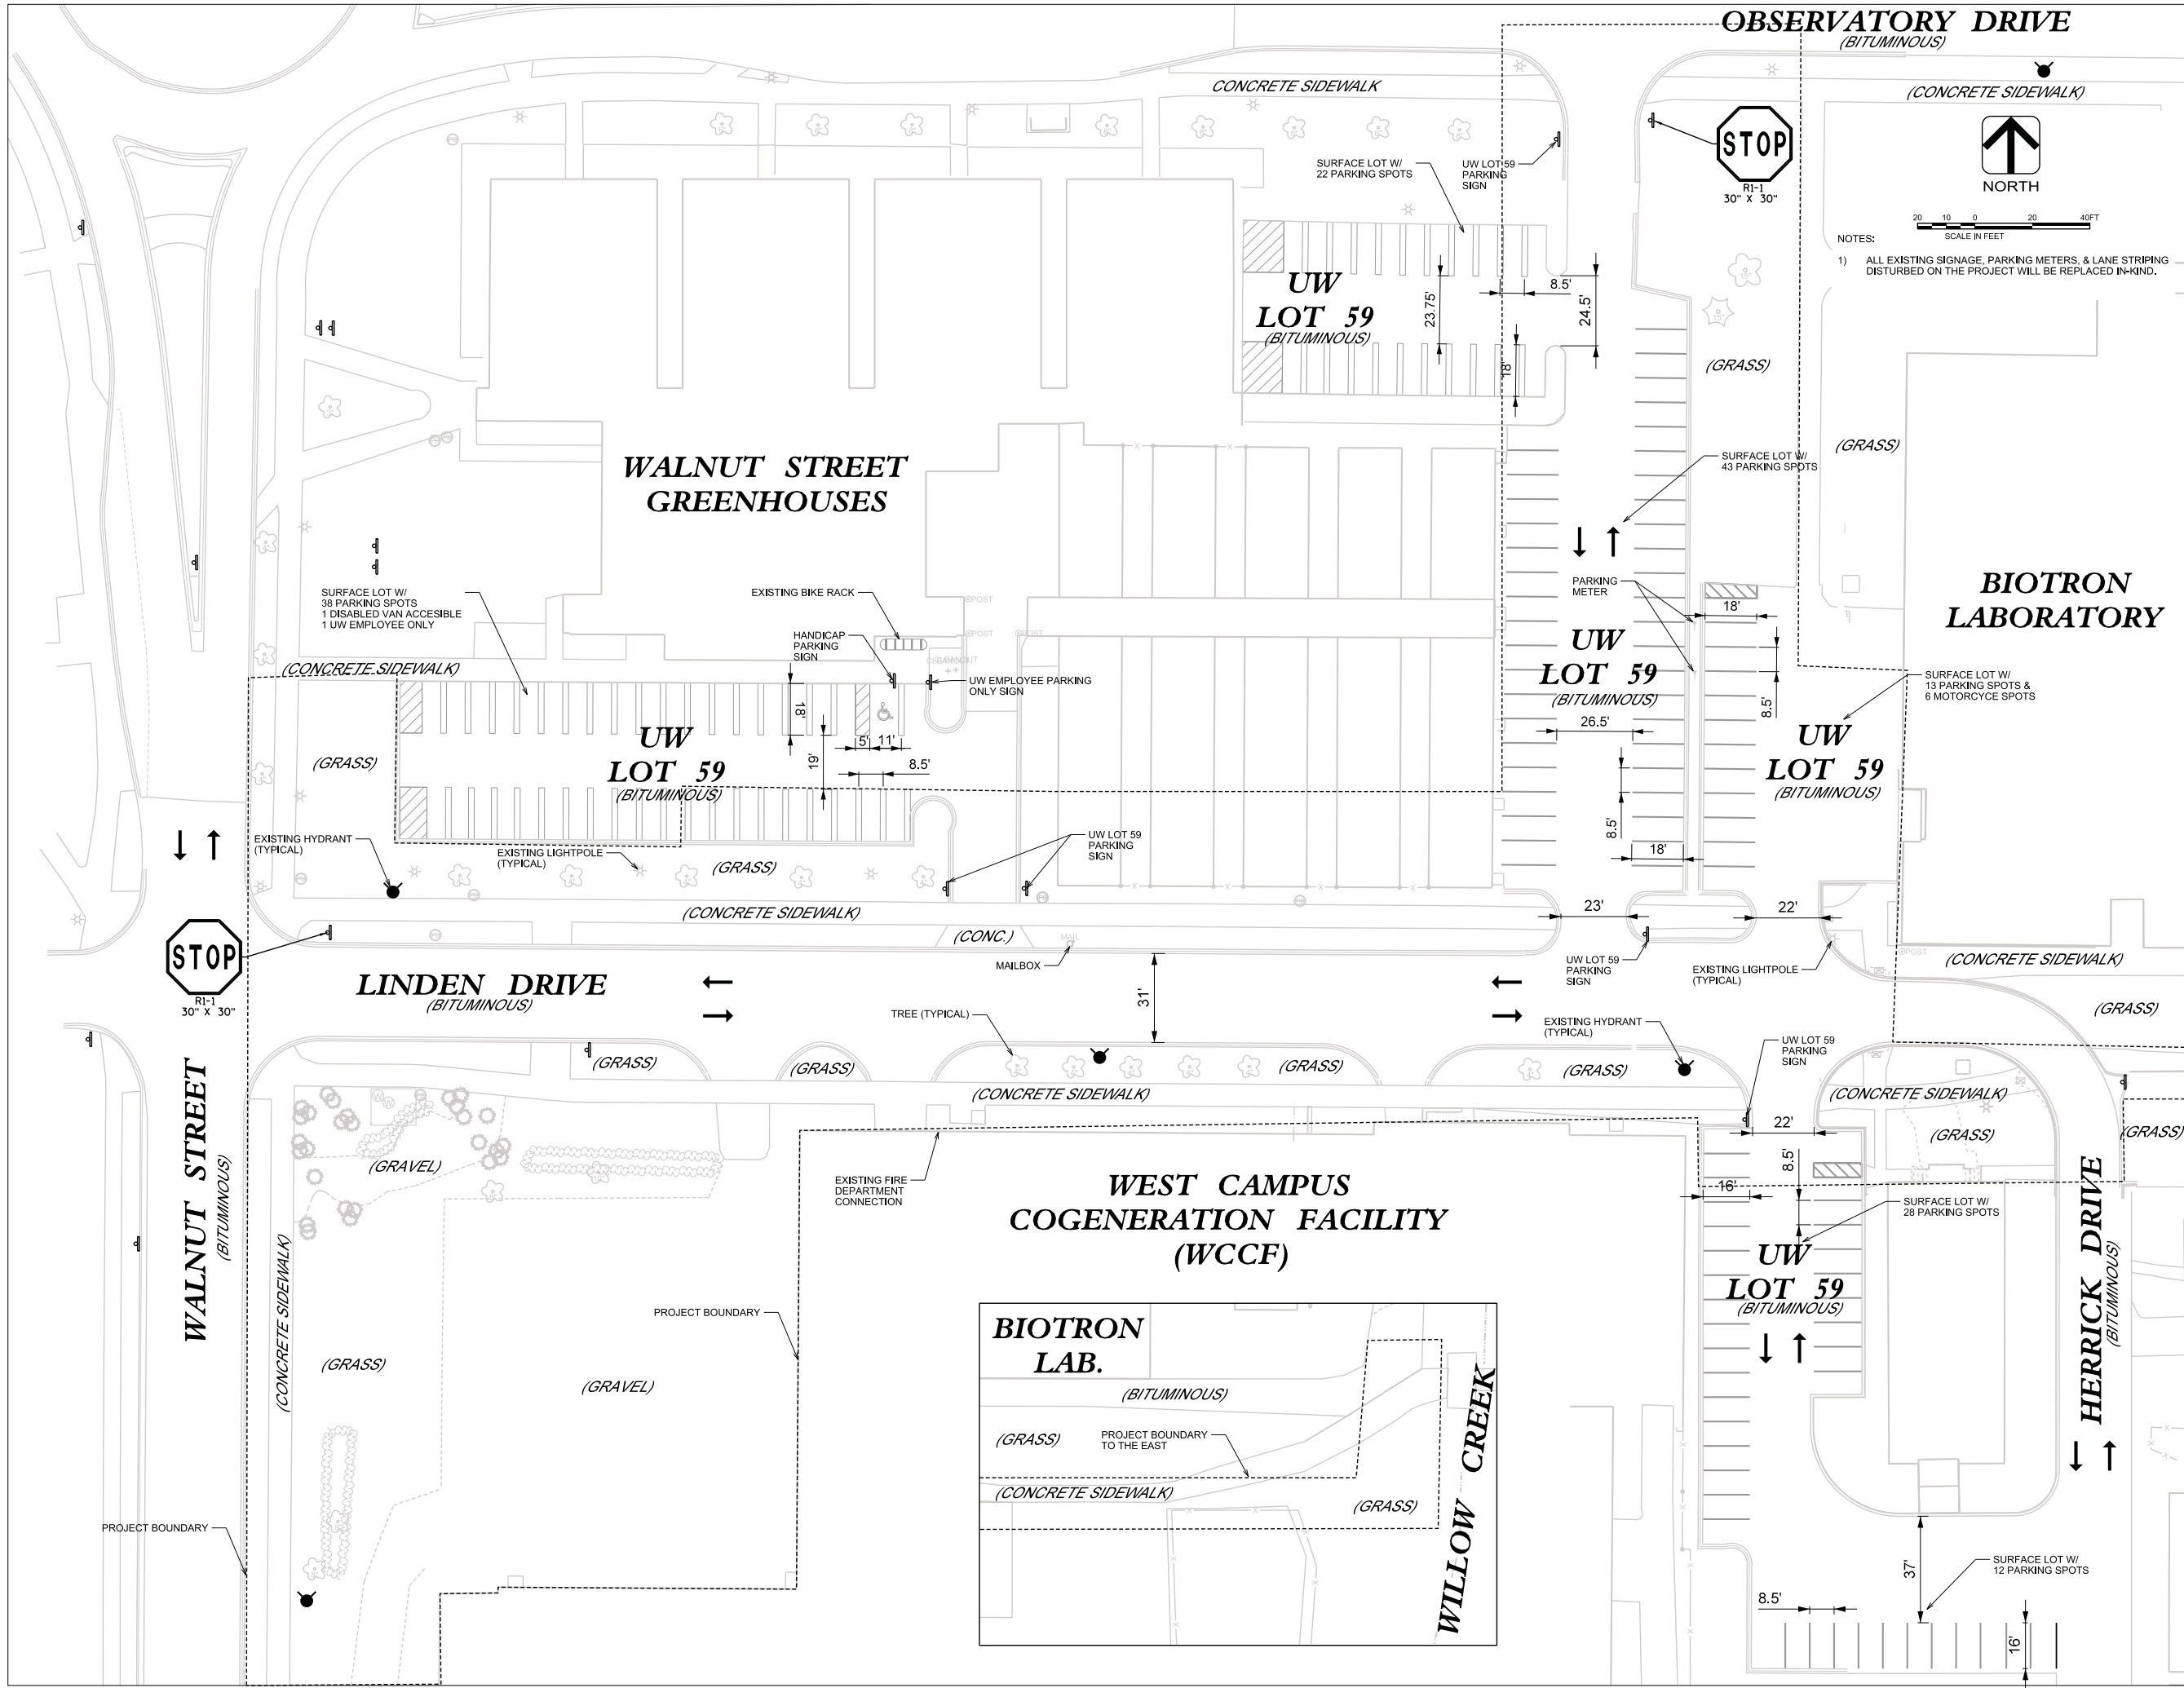 OBSERVATORY DRIVE
(BITUMINOUS)
CONCRETE SIDEWALK
(CONCRETE SIDEWALK)
STOP
R1-1
30" X 30"
NORTH
20 10 0 20 40FT
SCALE IN FEET
NOTES:
1) ALL EXISTING SIGNAGE, PARKING METERS, & LANE STRIPING
DISTURBED ON THE PROJECT WILL BE REPLACED IN-KIND.
SURFACE LOT W/
22 PARKING SPOTS
UW LOT 59
PARKING
SIGN
UW
LOT 59
(BITUMINOUS)
23.75'
8.5'
24.5'
18'
(GRASS)
(GRASS)
WALNUT STREET
GREENHOUSES
SURFACE LOT W/
43 PARKING SPOTS
PARKING
METER
BIOTRON
LABORATORY
18'
8.5'
UW
LOT 59
(BITUMINOUS)
26.5'
8.5'
18'
SURFACE LOT W/
13 PARKING SPOTS &
6 MOTORCYCE SPOTS
UW
LOT 59
(BITUMINOUS)
SURFACE LOT W/
38 PARKING SPOTS
1 DISABLED VAN ACCESIBLE
1 UW EMPLOYEE ONLY
EXISTING BIKE RACK
HANDICAP
PARKING
SIGN
POST
POST
POST
UW EMPLOYEE PARKING
ONLY SIGN
(CONCRETE SIDEWALK)
(GRASS)
UW
LOT 59
(BITUMINOUS)
18'
19'
5'
11'
8.5'
EXISTING HYDRANT
(TYPICAL)
EXISTING LIGHTPOLE
(TYPICAL)
(GRASS)
UW LOT 59
PARKING
SIGN
(CONCRETE SIDEWALK)
(CONC.)
MAIL
MAILBOX
23'
22'
UW LOT 59
PARKING
SIGN
EXISTING LIGHTPOLE
(TYPICAL)
POST
(CONCRETE SIDEWALK)
(GRASS)
STOP
R1-1
30" X 30"
LINDEN DRIVE
(BITUMINOUS)
31'
TREE (TYPICAL)
EXISTING HYDRANT
(TYPICAL)
UW LOT 59
PARKING
SIGN
(GRASS)
(GRASS)
(GRASS)
(GRASS)
(CONCRETE SIDEWALK)
(CONCRETE SIDEWALK)
(GRASS)
(GRASS)
WALNUT STREET
(BITUMINOUS)
(CONCRETE SIDEWALK)
(GRAVEL)
EXISTING FIRE
DEPARTMENT
CONNECTION
WEST CAMPUS
COGENERATION FACILITY
(WCCF)
22'
8.5'
16'
SURFACE LOT W/
28 PARKING SPOTS
UW
LOT 59
(BITUMINOUS)
HERRICK DRIVE
(BITUMINOUS)
PROJECT BOUNDARY
(GRASS)
(GRAVEL)
BIOTRON
LAB.
(BITUMINOUS)
(GRASS)
PROJECT BOUNDARY
TO THE EAST
(CONCRETE SIDEWALK)
(GRASS)
WILLOW CREEK
PROJECT BOUNDARY
37'
SURFACE LOT W/
12 PARKING SPOTS
8.5'
16'